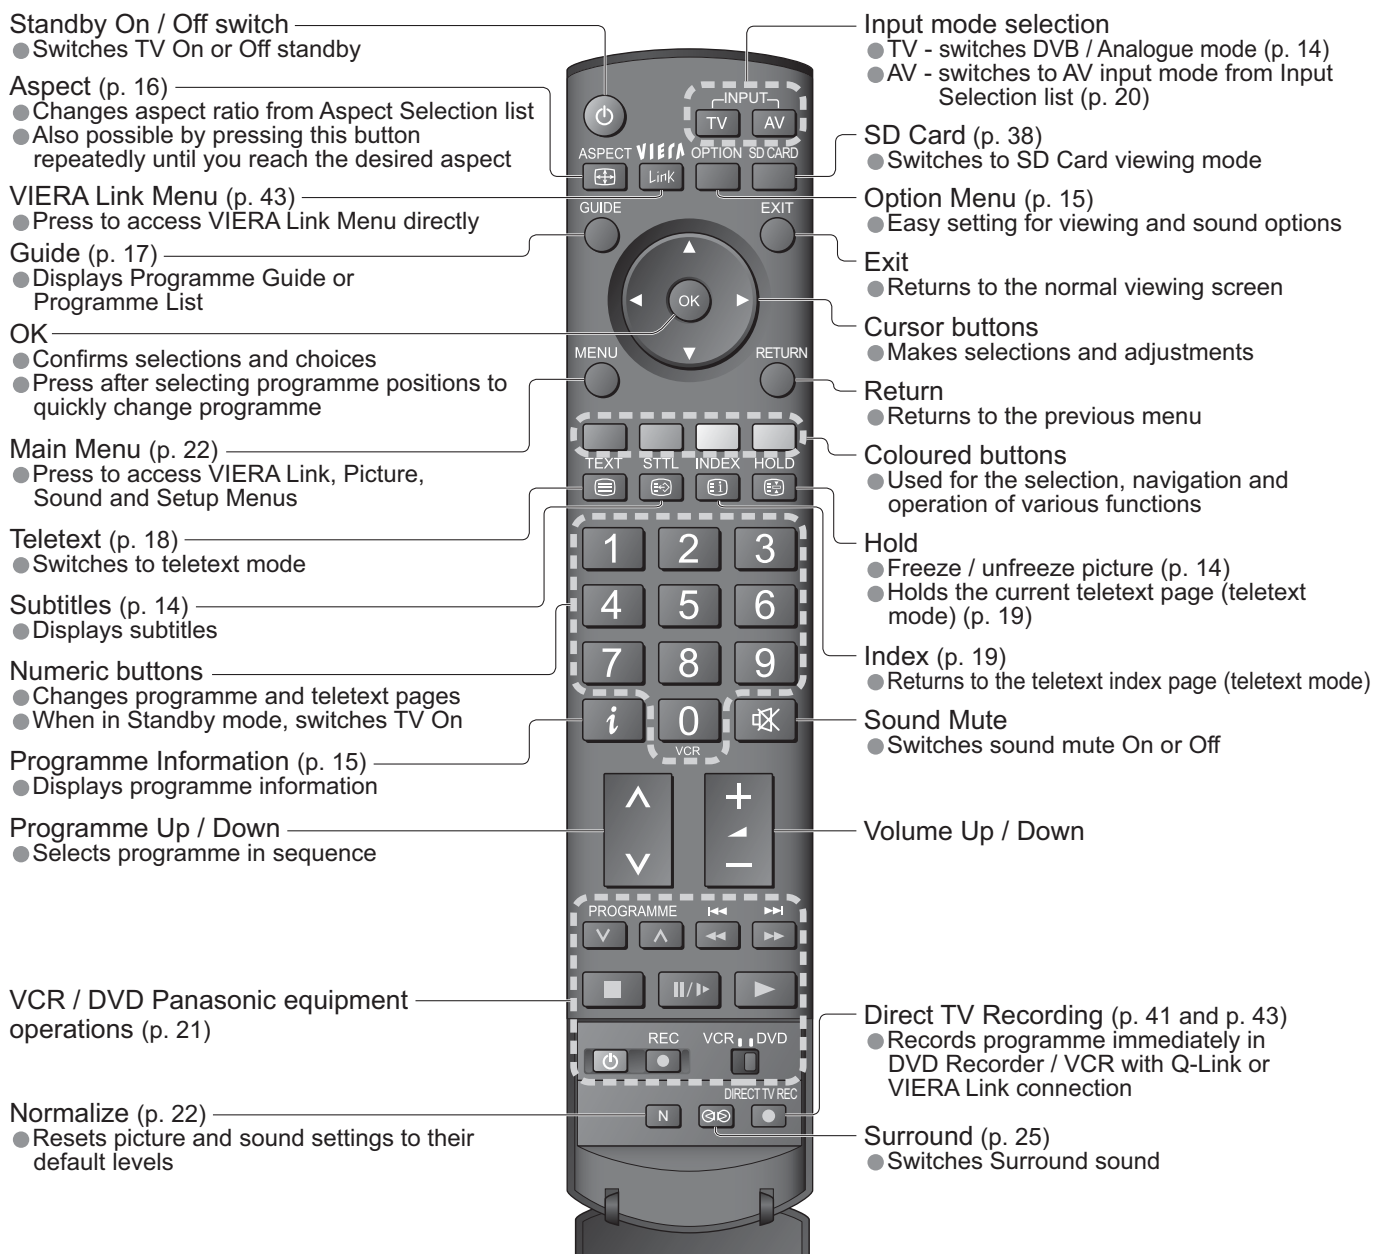 Standby On / Off switch
●Switches TV On or Off standby
Aspect (p. 16)
●Changes aspect ratio from Aspect Selection list
●Also possible by pressing this button
repeatedly until you reach the desired aspect
VIERA Link Menu (p. 43)
●Press to access VIERA Link Menu directly
Guide (p. 17)
●Displays Programme Guide or
Programme List
OK
●Confirms selections and choices
●Press after selecting programme positions to
quickly change programme
Main Menu (p. 22)
●Press to access VIERA Link, Picture,
Sound and Setup Menus
Teletext (p. 18)
●Switches to teletext mode
Subtitles (p. 14)
●Displays subtitles
Numeric buttons
●Changes programme and teletext pages
●When in Standby mode, switches TV On
Programme Information (p. 15)
●Displays programme information
Programme Up / Down
●Selects programme in sequence
VCR / DVD Panasonic equipment
operations (p. 21)
Normalize (p. 22)
●Resets picture and sound settings to their
default levels
INPUT
TV AV
ASPECT VIERA OPTION SD CARD
Link
GUIDE EXIT
OK
MENU RETURN
TEXT STTL INDEX HOLD
1 2 3
4 5 6
7 8 9
i 0
VCR
PROGRAMME
REC VCR DVD
DIRECT TV REC
N
Input mode selection
●TV - switches DVB / Analogue mode (p. 14)
●AV - switches to AV input mode from Input
Selection list (p. 20)
SD Card (p. 38)
●Switches to SD Card viewing mode
Option Menu (p. 15)
●Easy setting for viewing and sound options
Exit
●Returns to the normal viewing screen
Cursor buttons
●Makes selections and adjustments
Return
●Returns to the previous menu
Coloured buttons
●Used for the selection, navigation and
operation of various functions
Hold
●Freeze / unfreeze picture (p. 14)
●Holds the current teletext page (teletext
mode) (p. 19)
Index (p. 19)
●Returns to the teletext index page (teletext mode)
Sound Mute
●Switches sound mute On or Off
Volume Up / Down
Direct TV Recording (p. 41 and p. 43)
●Records programme immediately in
DVD Recorder / VCR with Q-Link or
VIERA Link connection
Surround (p. 25)
●Switches Surround sound